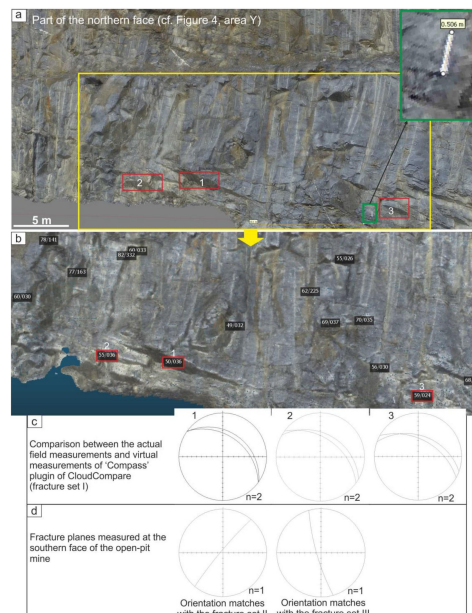 a
Part of the northern face (cf. Figure 4, area Y)
0.506 m
2
1
3
5 m
b
78/141
60/033
82/332
55/026
77/163
60/030
62/225
49/032
69/037
70/035
2
55/036
1
50/036
56/030
3
59/024
68
c
1
2
3
Comparison between the actual
field measurements and virtual
measurements of 'Compass'
plugin of CloudCompare
(fracture set I)
n=2
n=2
n=2
d
Fracture planes measured at the
southern face of the open-pit
mine
n=1
n=1
Orientation matches
with the fracture set II
Orientation matches
with the fracture set III